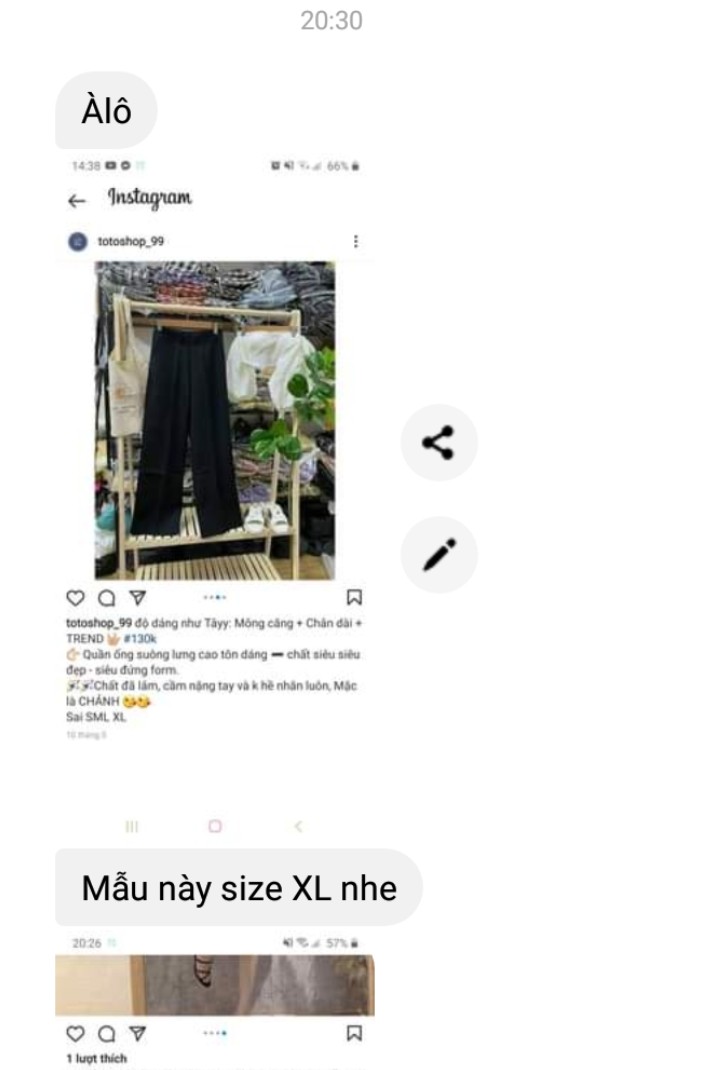 20:30
Àlô
14:38
66%
Instagram
totoshop_99
totoshop_99 độ dáng như Tâyy: Mông căng + Chân dài +
TREND #130k
Quần ống suông lưng cao tôn dáng ➖ chất siêu siêu
đẹp - siêu đứng form.
Chất đã lắm, cầm nặng tay và k hề nhăn luôn, Mặc
là CHẢNH
Sai SML XL
Mẫu này size XL nhe
20:26
57%
1 lượt thích